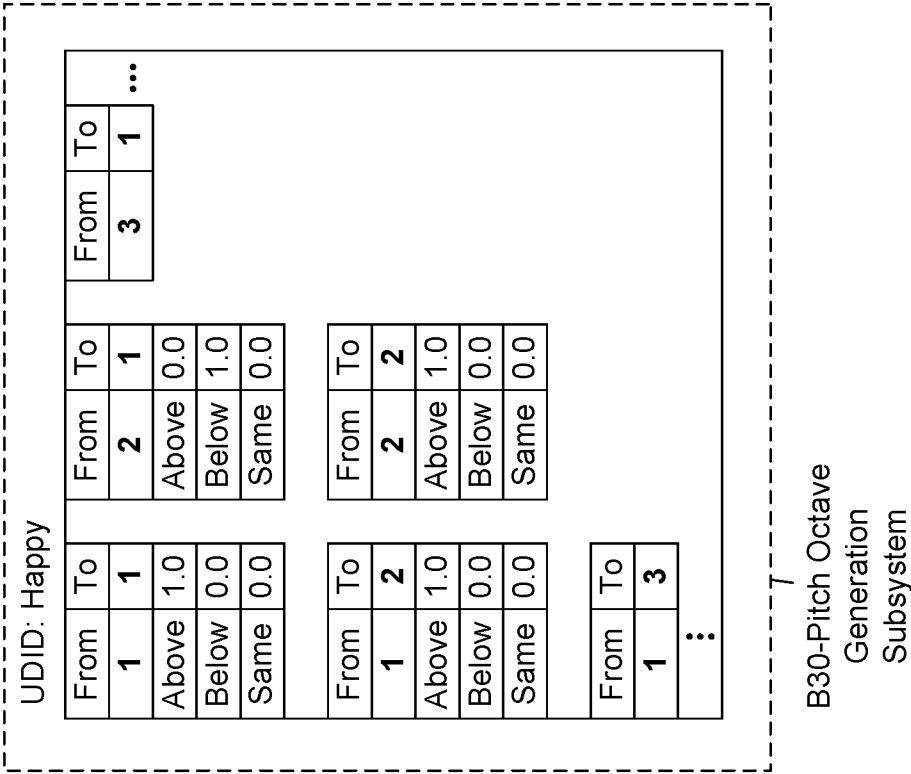 UDID: Happy
From To
1 1
Above 1.0
Below 0.0
Same 0.0
From To
2 1
Above 0.0
Below 1.0
Same 0.0
From To
3 1
...
From To
1 2
Above 1.0
Below 0.0
Same 0.0
From To
2 2
Above 1.0
Below 0.0
Same 0.0
From To
1 3
...
B30-Pitch Octave
Generation
Subsystem